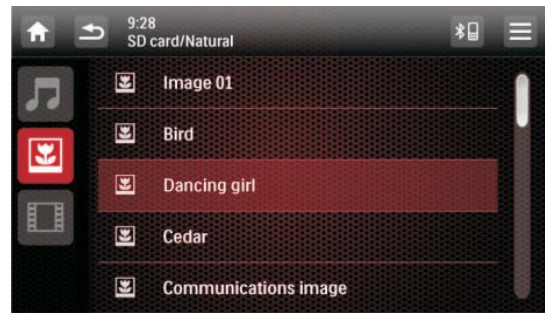 9:28
SD card/Natural
Image 01
Bird
Dancing girl
Cedar
Communications image